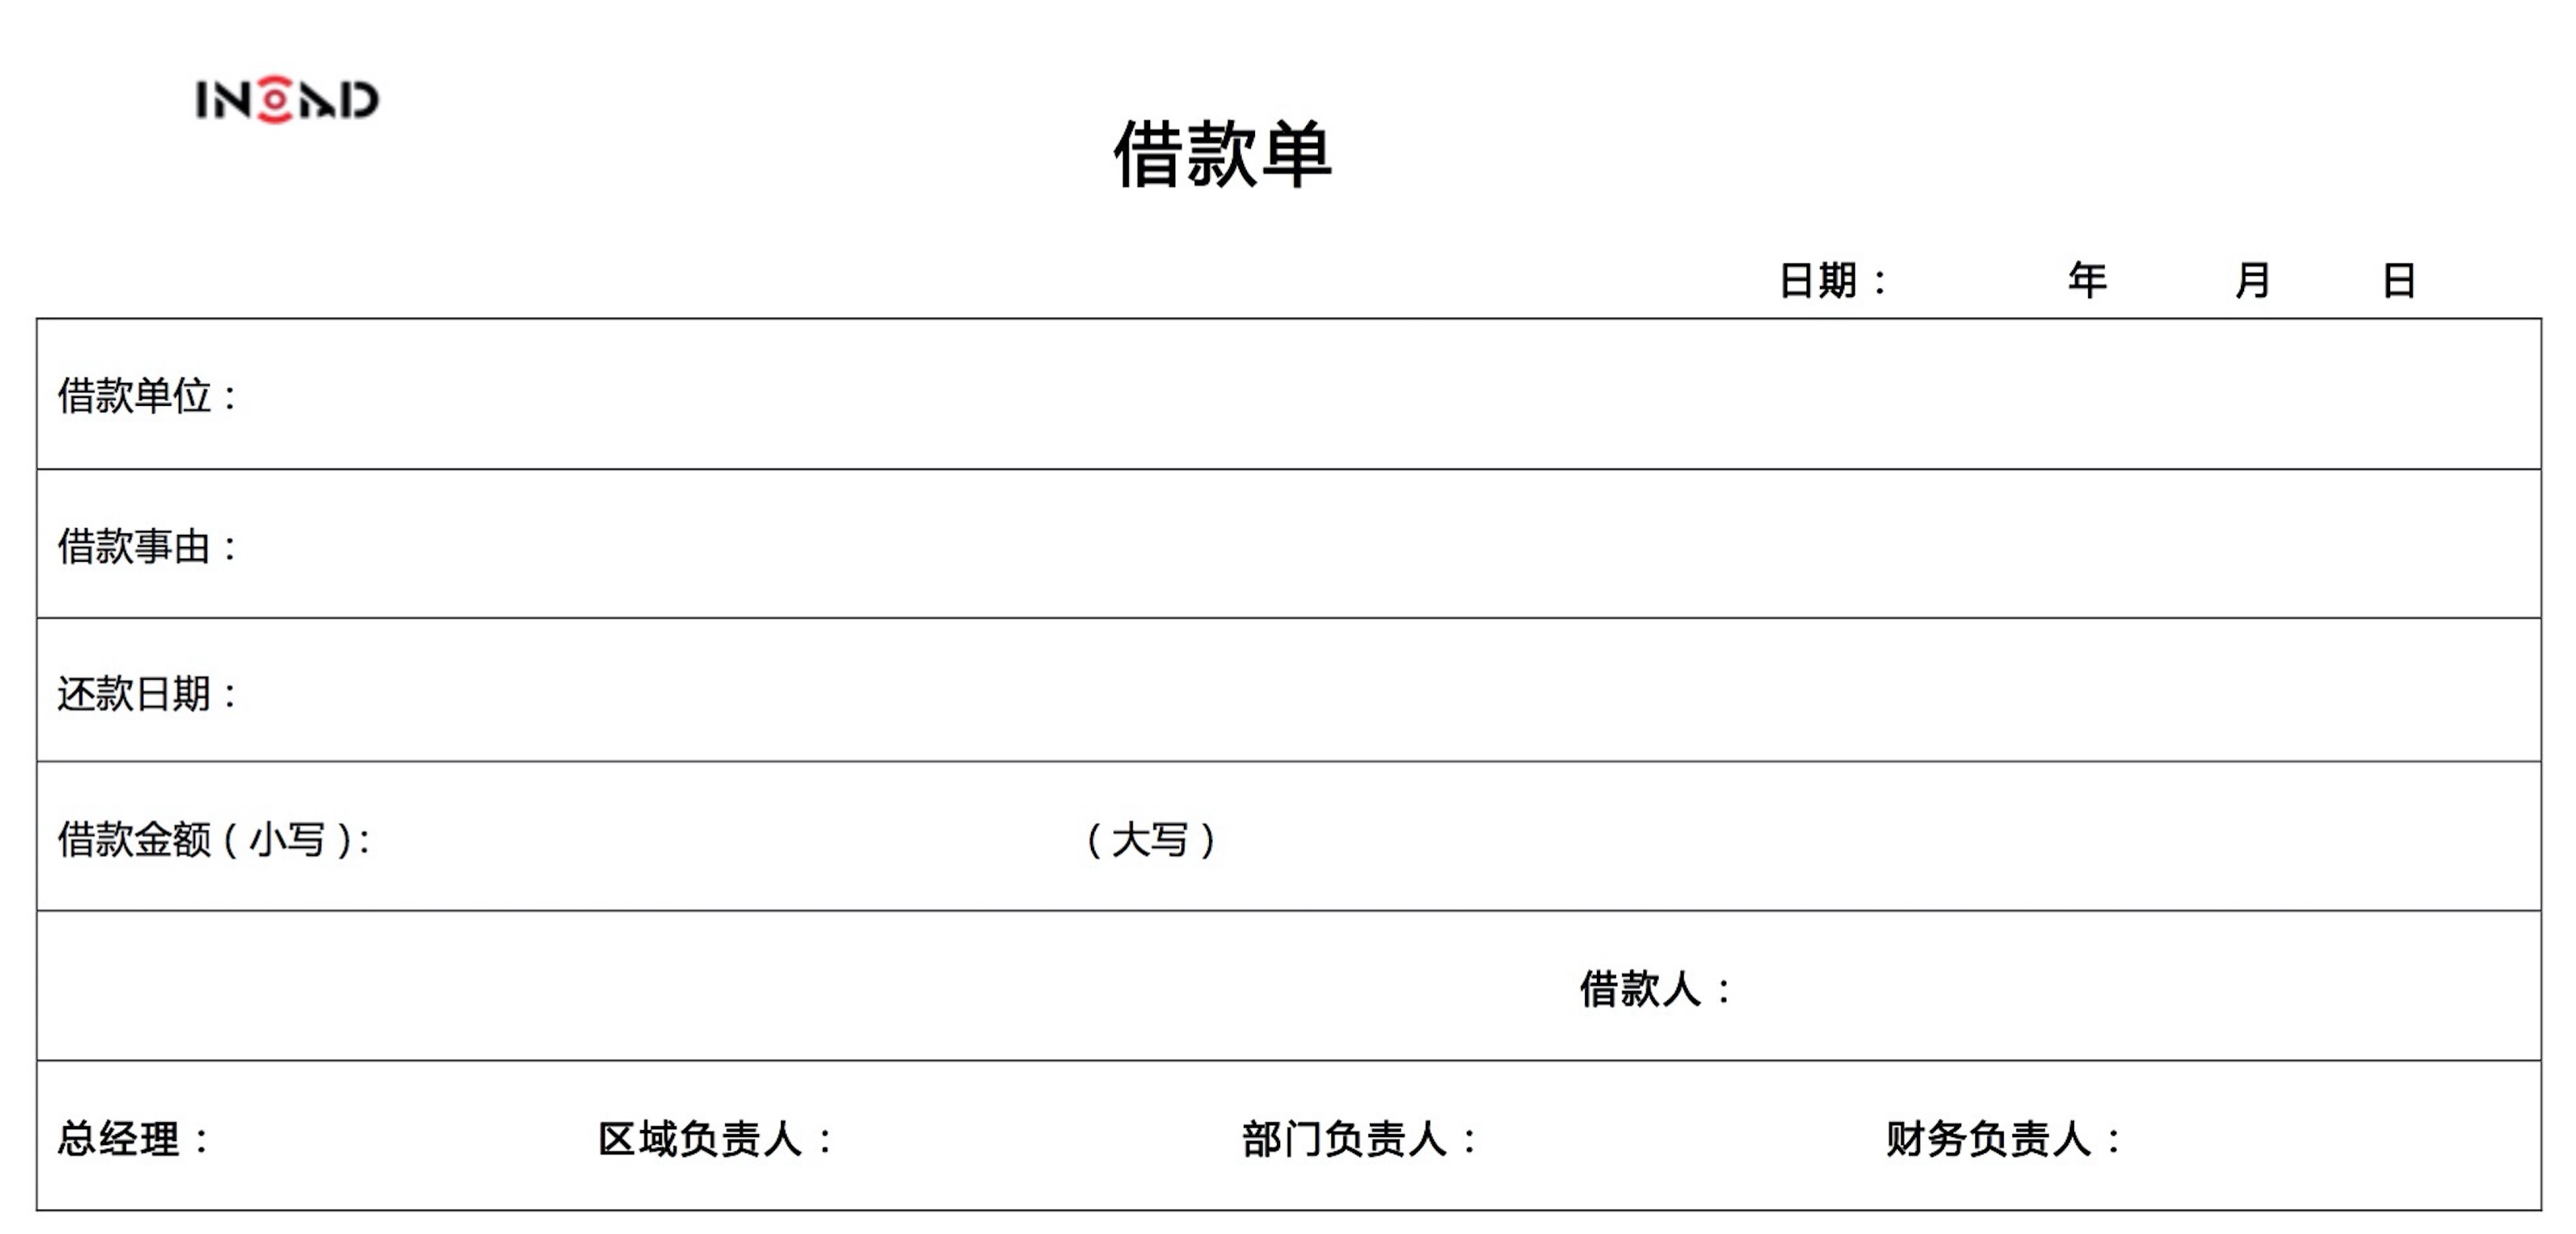 INOAD
借款单
日期： 年 月 日
借款单位：
借款事由：
还款日期：
借款金额（小写）： （大写）
借款人：
总经理： 区域负责人： 部门负责人： 财务负责人：